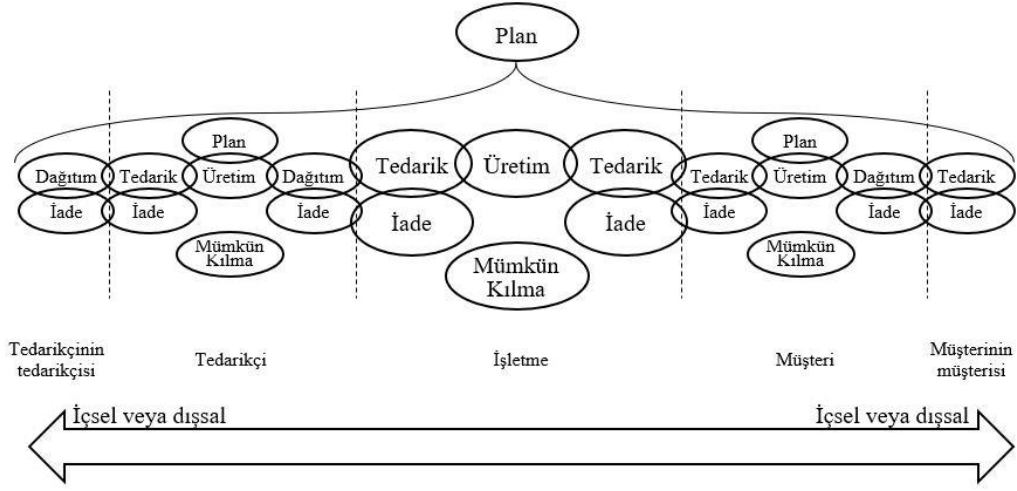 Plan
Plan
Plan
Dağıtım
Tedarik
Üretim
Dağıtım
Tedarik
Üretim
Tedarik
Tedarik
Üretim
Dağıtım
Tedarik
İade
İade
İade
İade
İade
İade
İade
İade
Mümkün
Kılma
Mümkün
Kılma
Mümkün
Kılma
Tedarikçinin
tedarikçisi
Tedarikçi
İşletme
Müşteri
Müşterinin
müşterisi
İçsel veya dışsal
İçsel veya dışsal